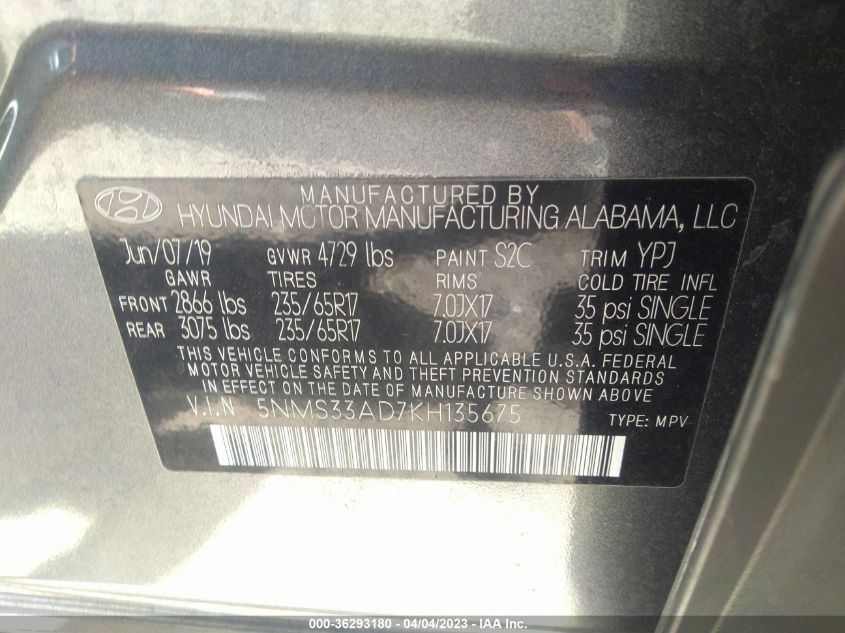 MANUFACTURED BY
HYUNDAI MOTOR MANUFACTURING ALABAMA, LLC
Jun/07/19 GVWR 4729 lbs PAINT S2C TRIM YPJ
GAWR TIRES RIMS COLD TIRE INFL
FRONT 2866 lbs 235/65R17 7.0JX17 35 psi SINGLE
REAR 3075 lbs 235/65R17 7.0JX17 35 psi SINGLE
THIS VEHICLE CONFORMS TO ALL APPLICABLE U.S.A. FEDERAL
MOTOR VEHICLE SAFETY AND THEFT PREVENTION STANDARDS
IN EFFECT ON THE DATE OF MANUFACTURE SHOWN ABOVE
V.I.N 5NMS33AD7KH135675 TYPE: MPV
000-36293180 - 04/04/2023 - IAA Inc.